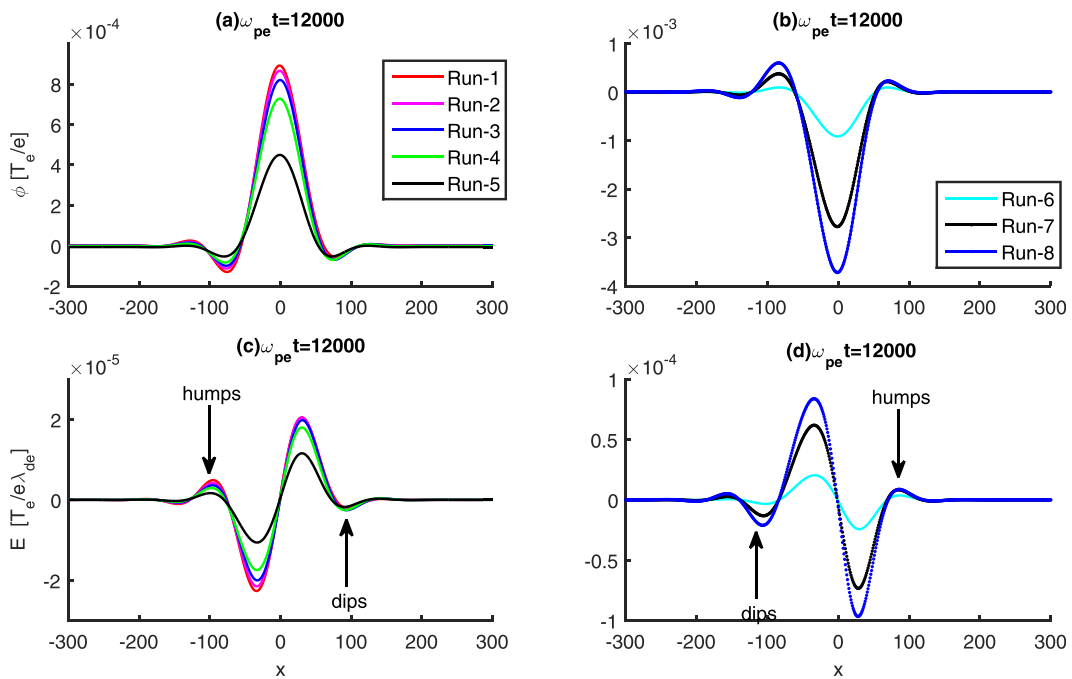 (a)ω_pe t=12000
×10^-4
8
6
4
2
0
-2
ϕ [T_e/e]
-300 -200 -100 0 100 200 300
Run-1
Run-2
Run-3
Run-4
Run-5
(b)ω_pe t=12000
×10^-3
1
0
-1
-2
-3
-4
-300 -200 -100 0 100 200 300
Run-6
Run-7
Run-8
(c)ω_pe t=12000
×10^-5
2
0
-2
E [T_e/eλ_de]
humps
dips
-300 -200 -100 0 100 200 300
x
(d)ω_pe t=12000
×10^-4
1
0.5
0
-0.5
-1
humps
dips
-300 -200 -100 0 100 200 300
x